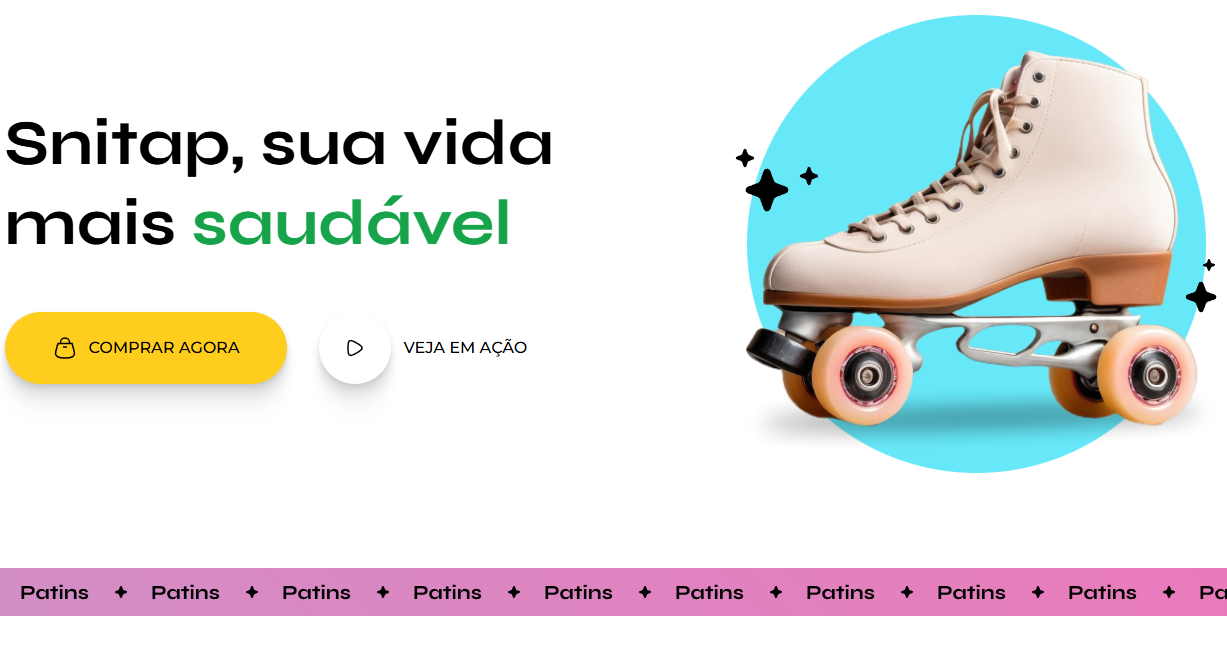 Snitap, sua vida
mais saudável
COMPRAR AGORA
VEJA EM AÇÃO
Patins Patins Patins Patins Patins Patins Patins Patins Patins Pa